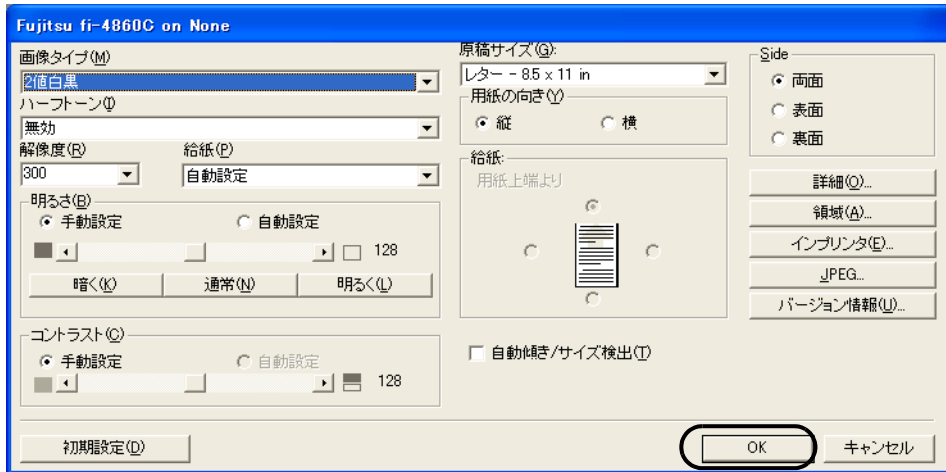 Fujitsu fi-4860C on None
画像タイプ(M)
2値白黒
ハーフトーン(I)
無効
解像度(R)
給紙(P)
300
自動設定
明るさ(B)
手動設定
自動設定
128
暗く(K)
通常(N)
明るく(L)
コントラスト(C)
手動設定
自動設定
128
初期設定(D)
原稿サイズ(G):
レター - 8.5 x 11 in
用紙の向き(Y)
縦
横
給紙:
用紙上端より
自動傾き/サイズ検出(T)
Side
両面
表面
裏面
詳細(O)...
領域(A)...
インプリンタ(E)...
JPEG...
バージョン情報(U)...
OK
キャンセル